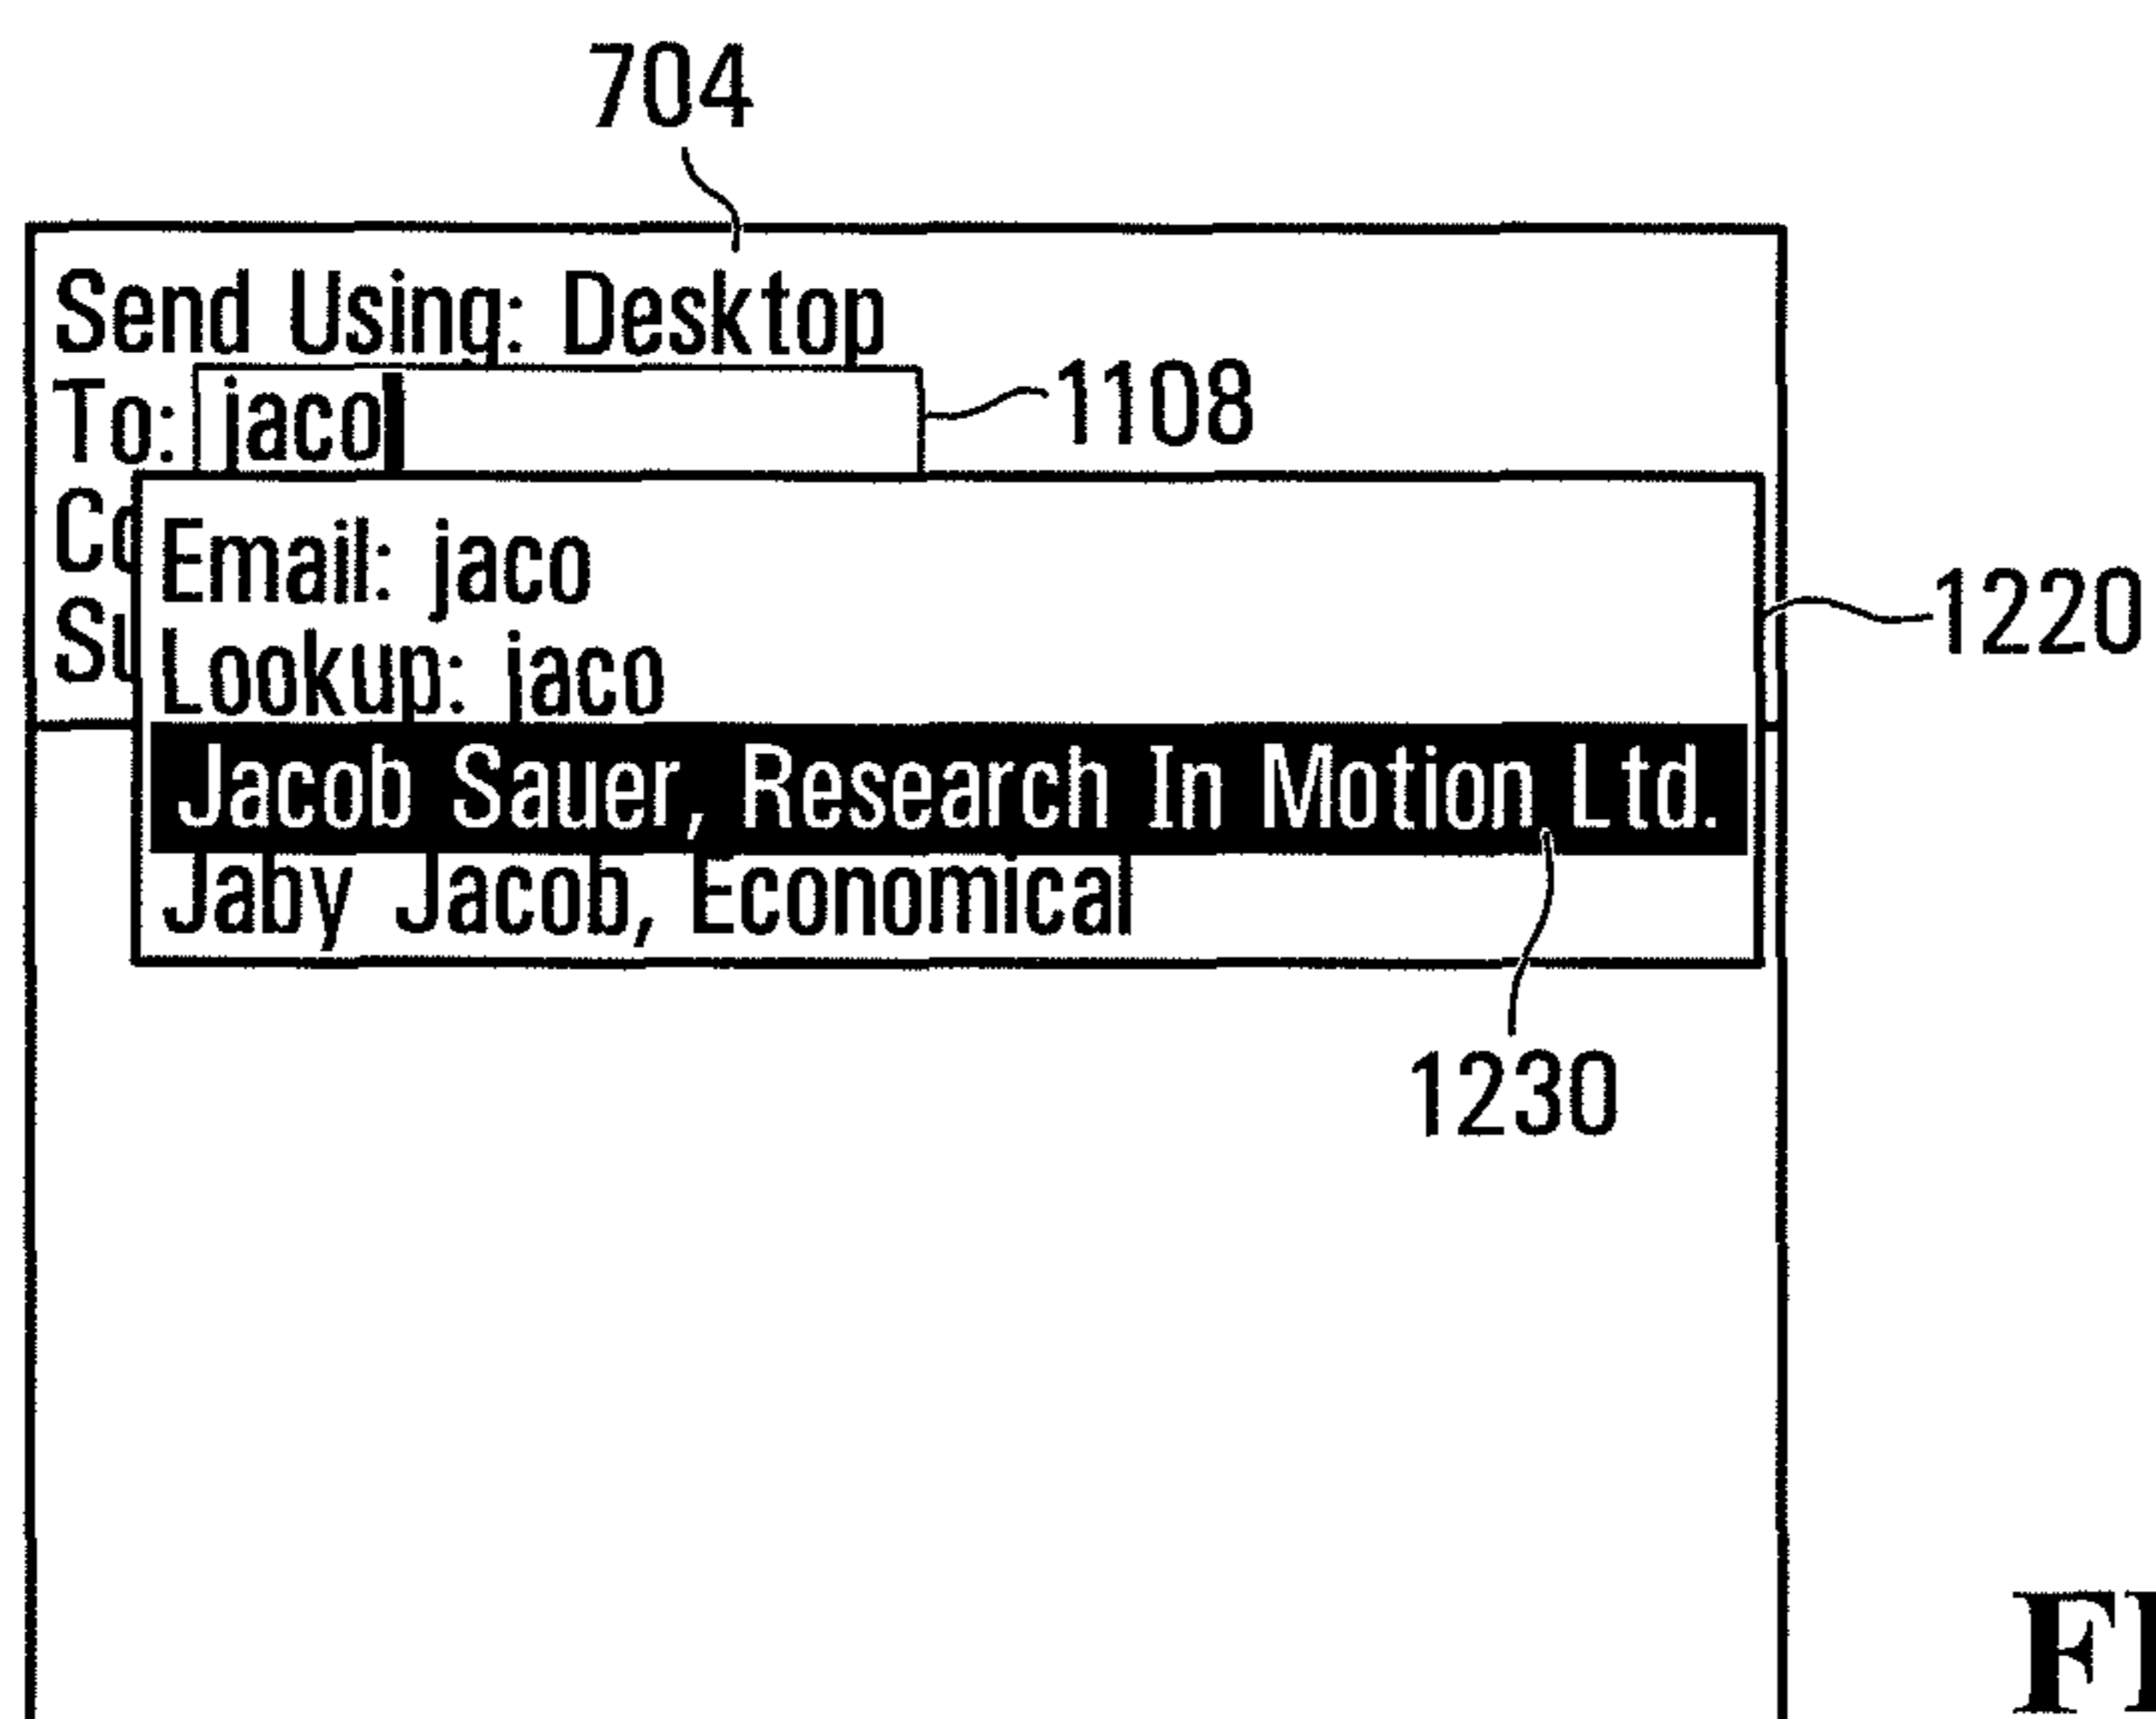 704
Send Using: Desktop
To: jaco
1108
Email: jaco
1220
Lookup: jaco
Jacob Sauer, Research In Motion Ltd.
Jaby Jacob, Economical
1230